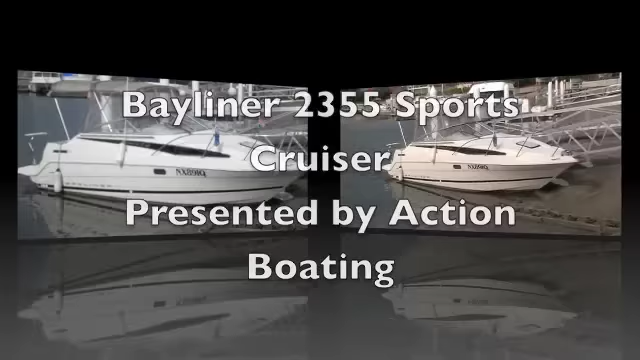 Bayliner 2355 Sports
Cruiser
Presented by Action
Boating